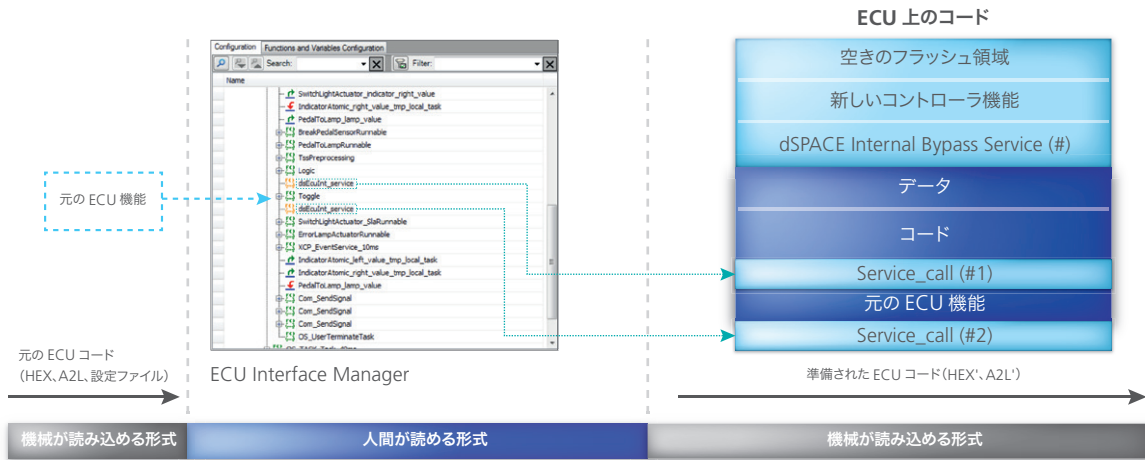 ECU 上のコード
Configuration
Functions and Variables Configuration
Search:
Filter:
Name
SwitchLightActuator_indicator_right_value
IndicatorAtomic_right_value_tmp_local_task
PedalToLamp_lamp_value
BreakPedalSensorRunnable
PedalToLampRunnable
TssPreprocessing
Logic
dsEcuInt_service
Toggle
dsEcuInt_service
SwitchLightActuator_SlaRunnable
ErrorLampActuatorRunnable
XCP_EventService_10ms
IndicatorAtomic_left_value_tmp_local_task
IndicatorAtomic_right_value_tmp_local_task
PedalToLamp_lamp_value
Com_SendSignal
Com_SendSignal
Com_SendSignal
OS_UserTerminateTask
元の ECU 機能
空きのフラッシュ領域
新しいコントローラ機能
dSPACE Internal Bypass Service (#)
データ
コード
Service_call (#1)
元の ECU 機能
Service_call (#2)
元の ECU コード
（HEX、A2L、設定ファイル）
ECU Interface Manager
準備された ECU コード（HEX'、A2L'）
機械が読み込める形式
人間が読める形式
機械が読み込める形式